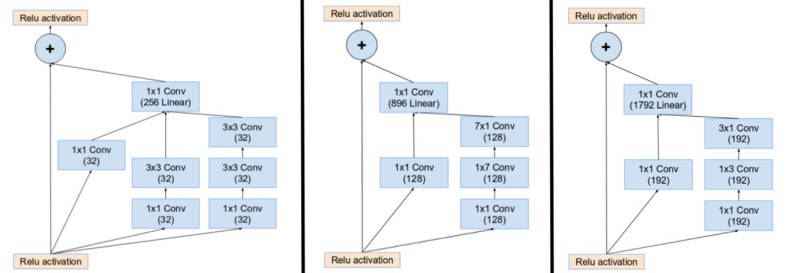 Relu activation
+
1x1 Conv
(256 Linear)
3x3 Conv
(32)
1x1 Conv
(32)
3x3 Conv
(32)
3x3 Conv
(32)
1x1 Conv
(32)
1x1 Conv
(32)
Relu activation
Relu activation
+
1x1 Conv
(896 Linear)
7x1 Conv
(128)
1x1 Conv
(128)
1x7 Conv
(128)
1x1 Conv
(128)
Relu activation
Relu activation
+
1x1 Conv
(1792 Linear)
3x1 Conv
(192)
1x1 Conv
(192)
1x3 Conv
(192)
1x1 Conv
(192)
Relu activation